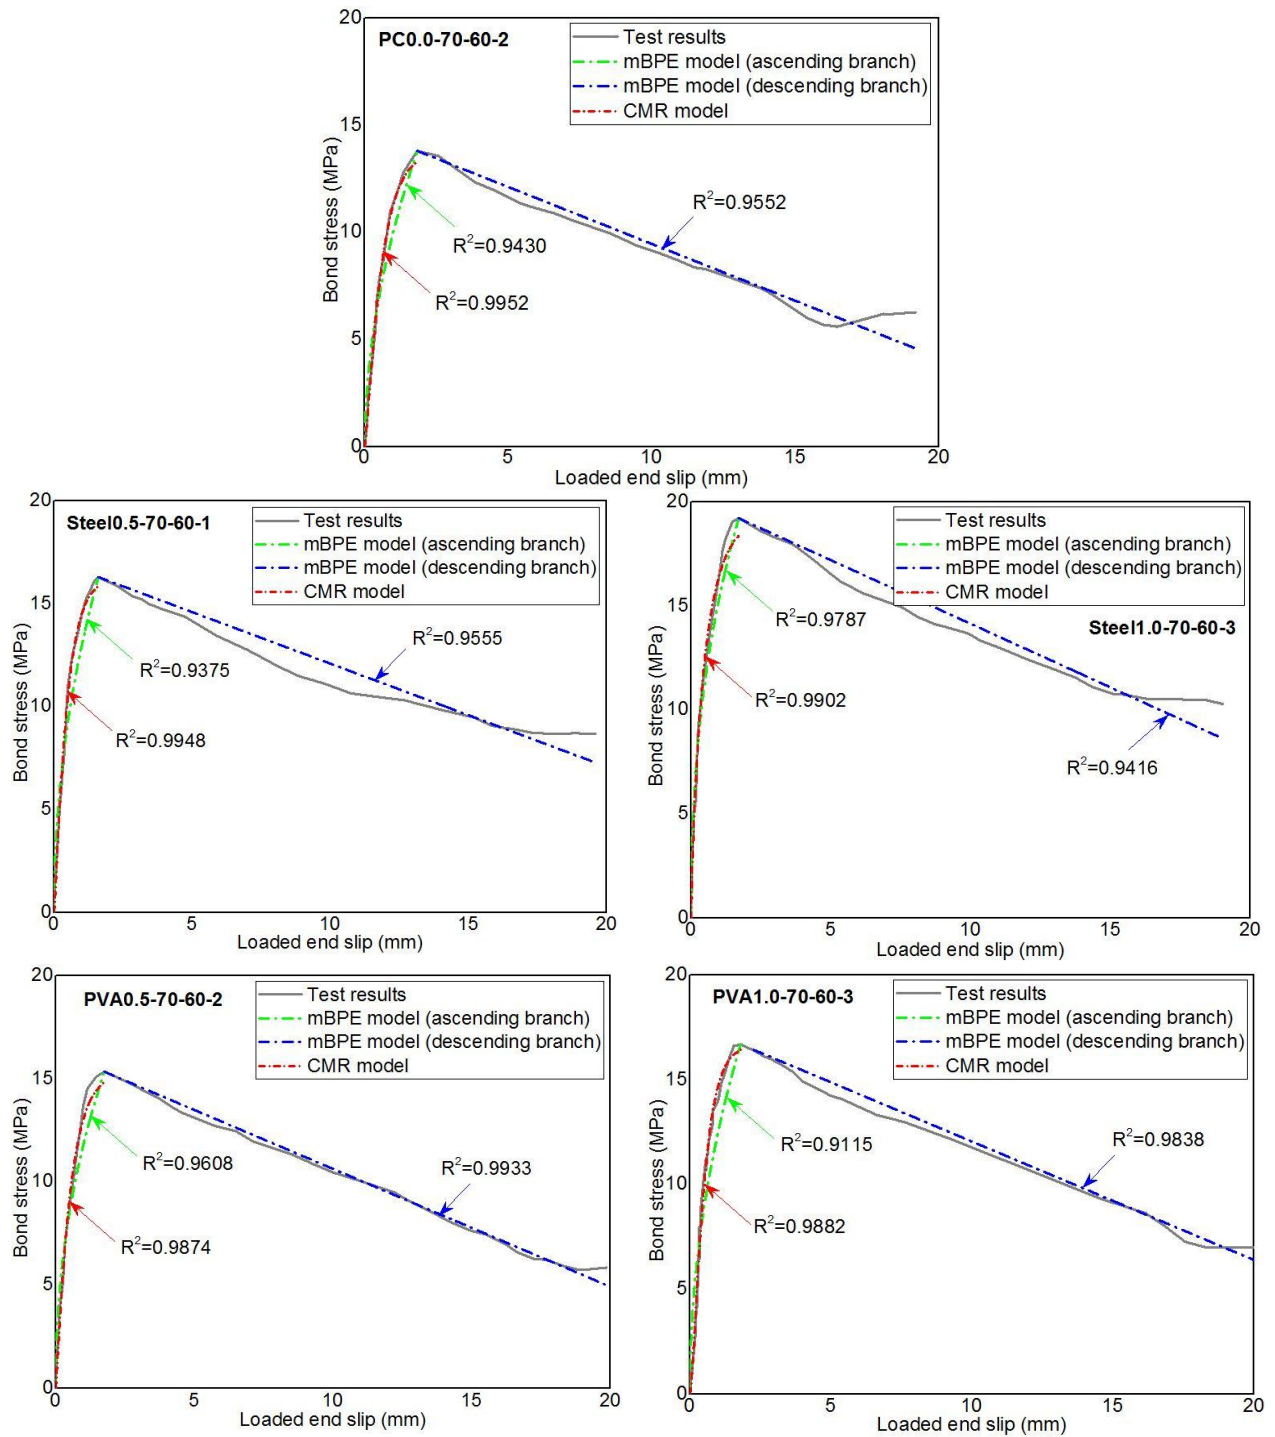 PC0.0-70-60-2
Test results
mBPE model (ascending branch)
mBPE model (descending branch)
CMR model
R²=0.9552
R²=0.9430
R²=0.9952
Bond stress (MPa)
20
15
10
5
0
0 5 10 15 20
Loaded end slip (mm)
Steel0.5-70-60-1
Test results
mBPE model (ascending branch)
mBPE model (descending branch)
CMR model
R²=0.9555
R²=0.9375
R²=0.9948
Bond stress (MPa)
20
15
10
5
0
0 5 10 15 20
Loaded end slip (mm)
Test results
mBPE model (ascending branch)
mBPE model (descending branch)
CMR model
Steel1.0-70-60-3
R²=0.9787
R²=0.9902
R²=0.9416
Bond stress (MPa)
20
15
10
5
0
0 5 10 15 20
Loaded end slip (mm)
PVA0.5-70-60-2
Test results
mBPE model (ascending branch)
mBPE model (descending branch)
CMR model
R²=0.9608
R²=0.9933
R²=0.9874
Bond stress (MPa)
20
15
10
5
0
0 5 10 15 20
Loaded end slip (mm)
PVA1.0-70-60-3
Test results
mBPE model (ascending branch)
mBPE model (descending branch)
CMR model
R²=0.9115
R²=0.9838
R²=0.9882
Bond stress (MPa)
20
15
10
5
0
0 5 10 15 20
Loaded end slip (mm)